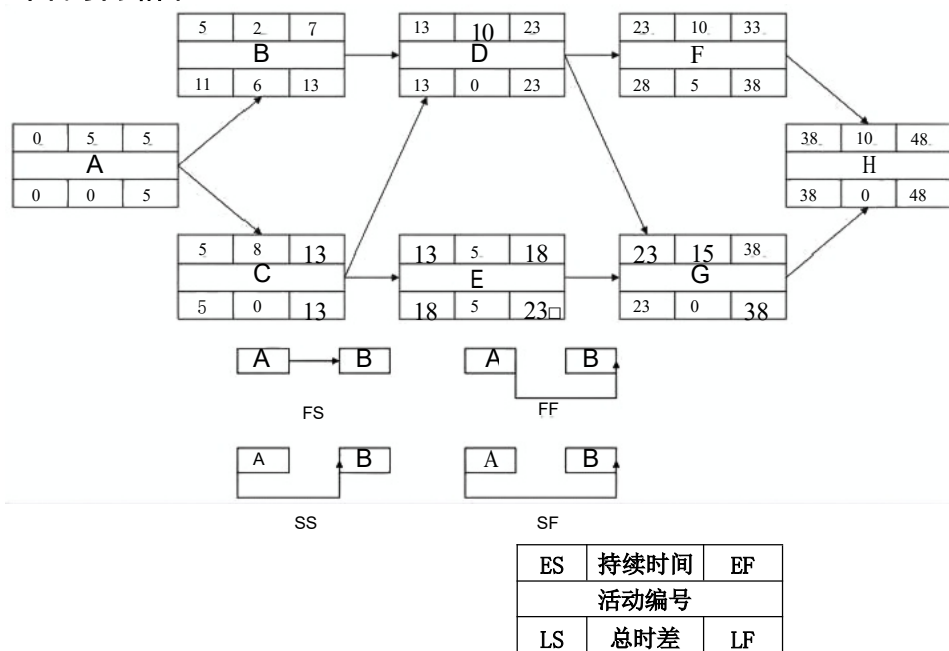 5 2 7
B
11 6 13
13 10 23
D
13 0 23
23 10 33
F
28 5 38
0 5 5
A
0 0 5
38 10 48
H
38 0 48
5 8 13
C
5 0 13
13 5 18
E
18 5 23□
23 15 38
G
23 0 38
A B
FS
A B
FF
A B
SS
A B
SF
ES 持续时间 EF
活动编号
LS 总时差 LF